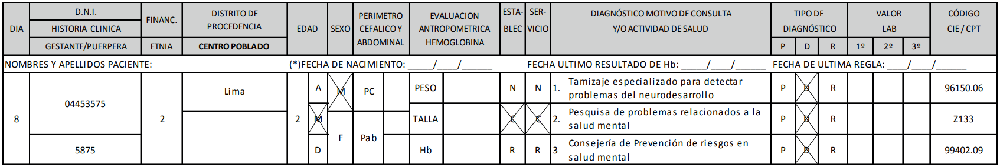 DIA
D.N.I.
HISTORIA CLINICA
GESTANTE/PUERPERA
FINANC.
ETNIA
DISTRITO DE
PROCEDENCIA
CENTRO POBLADO
EDAD
SEXO
PERIMETRO
CEFALICO Y
ABDOMINAL
EVALUACION
ANTROPOMETRICA
HEMOGLOBINA
ESTA-
BLEC
SER-
VICIO
DIAGNÓSTICO MOTIVO DE CONSULTA
Y/O ACTIVIDAD DE SALUD
TIPO DE
DIAGNÓSTICO
P D R
VALOR
LAB
1º 2º 3º
CÓDIGO
CIE / CPT
NOMBRES Y APELLIDOS PACIENTE: (*)FECHA DE NACIMIENTO: _____/____/______ FECHA ULTIMO RESULTADO DE Hb: _____/____/______ FECHA DE ULTIMA REGLA: ____/____/______
8
04453575
5875
2
Lima
2
A
M
D
M
F
PC
Pab
PESO
TALLA
Hb
N
C
R
N
C
R
1. Tamizaje especializado para detectar
problemas del neurodesarrollo
P D R
96150.06
2. Pesquisa de problemas relacionados a la
salud mental
P D R
Z133
3 Consejería de Prevención de riesgos en
salud mental
P D R
99402.09